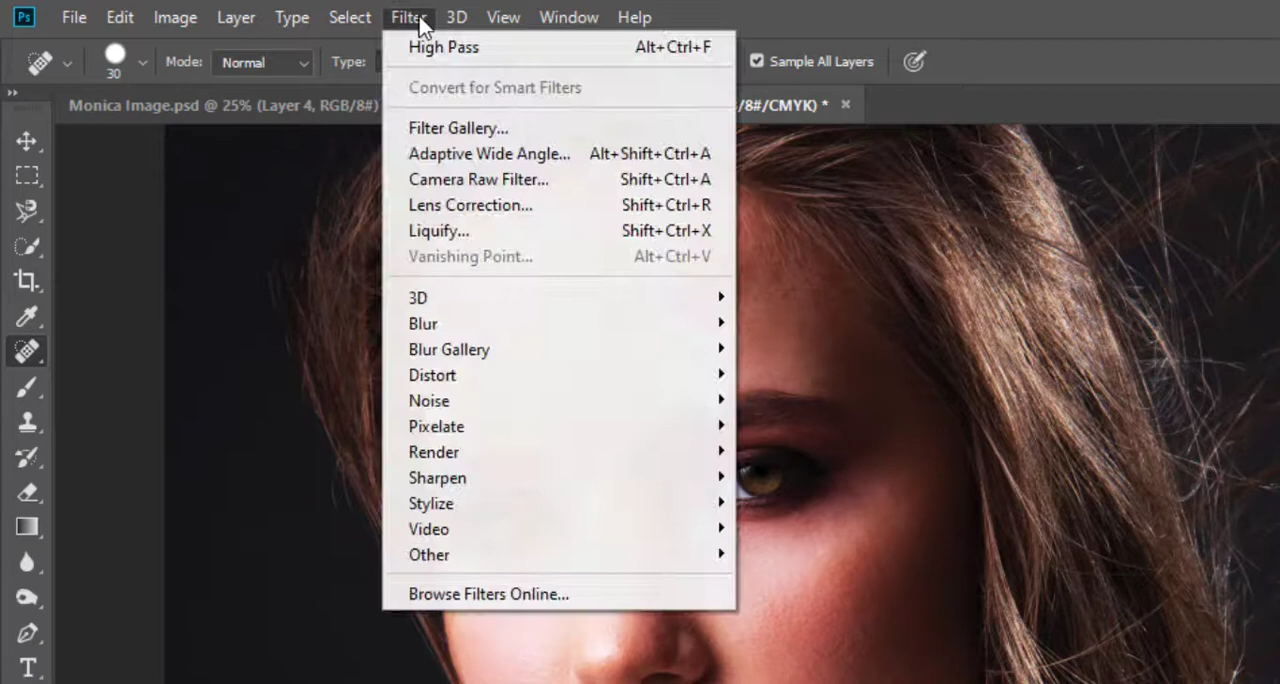 Ps File Edit Image Layer Type Select Filter 3D View Window Help
30 Mode: Normal Type: Sample All Layers
Monica Image.psd @ 25% (Layer 4, RGB/8#) /8#/CMYK) *
High Pass Alt+Ctrl+F
Convert for Smart Filters
Filter Gallery...
Adaptive Wide Angle... Alt+Shift+Ctrl+A
Camera Raw Filter... Shift+Ctrl+A
Lens Correction... Shift+Ctrl+R
Liquify... Shift+Ctrl+X
Vanishing Point... Alt+Ctrl+V
3D
Blur
Blur Gallery
Distort
Noise
Pixelate
Render
Sharpen
Stylize
Video
Other
Browse Filters Online...